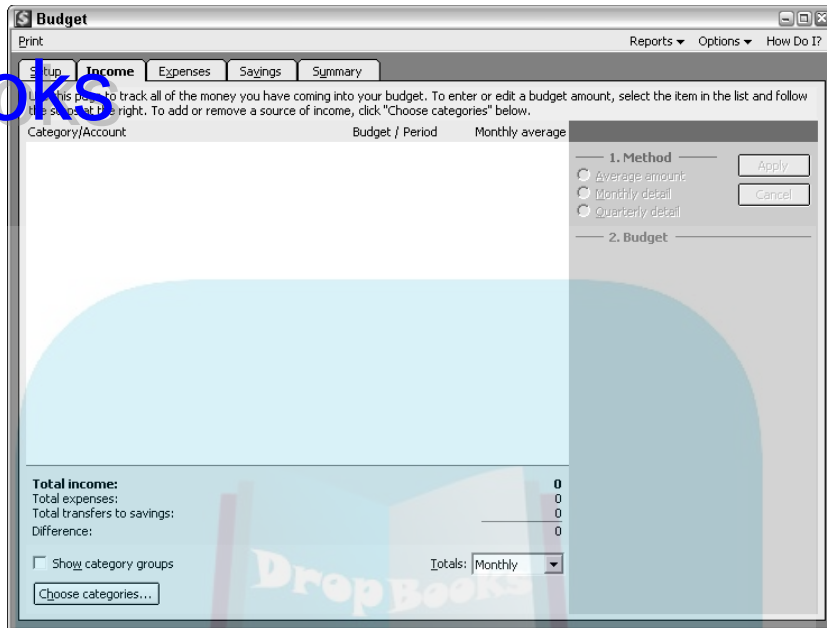 Budget
Print Reports Options How Do I?
Setup Income Expenses Savings Summary
oks
Use this page to track all of the money you have coming into your budget. To enter or edit a budget amount, select the item in the list and follow
the steps at the right. To add or remove a source of income, click "Choose categories" below.
Category/Account Budget / Period Monthly average
1. Method
Average amount
Monthly detail
Quarterly detail
Apply
Cancel
2. Budget
Total income: 0
Total expenses: 0
Total transfers to savings: 0
Difference: 0
Show category groups Totals: Monthly
Choose categories...
DropBooks